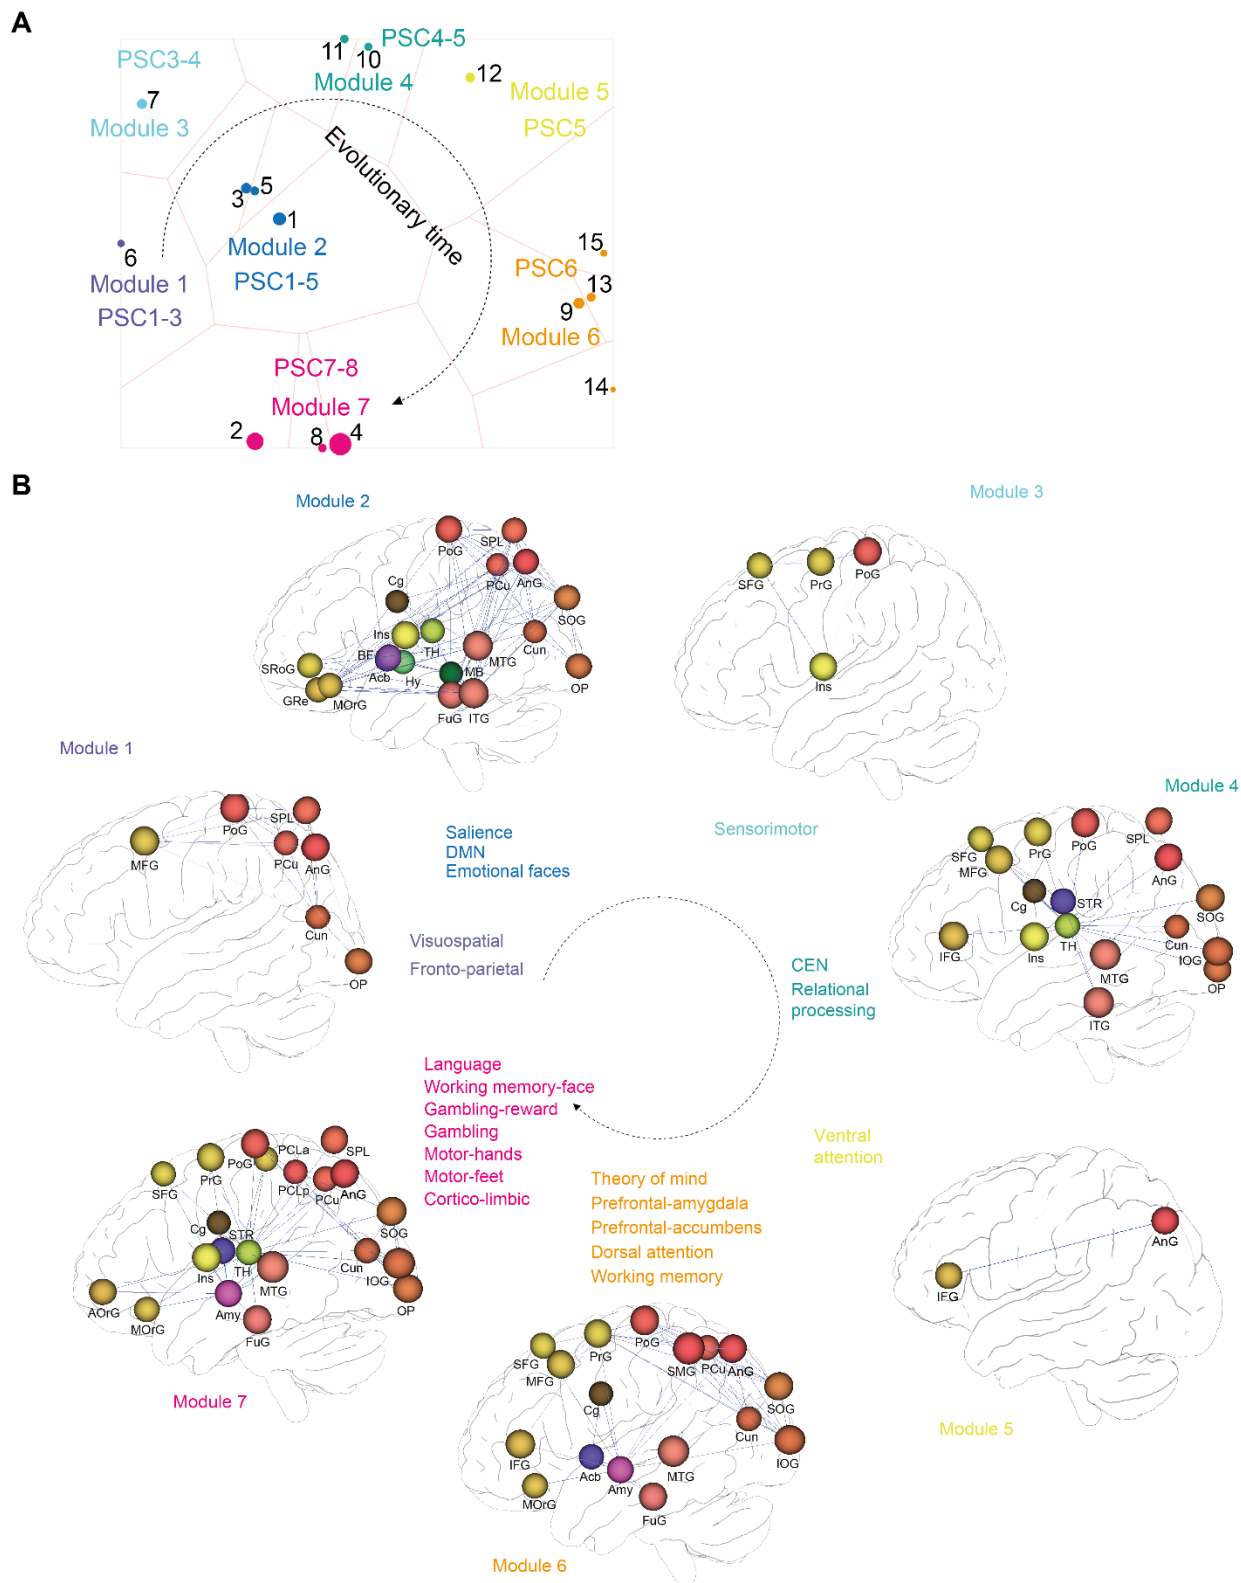 A
PSC3-4
7
Module 3
11
10
PSC4-5
Module 4
12
Module 5
PSC5
Evolutionary time
3
5
1
Module 2
PSC1-5
6
Module 1
PSC1-3
15
PSC6
13
9
Module 6
14
PSC7-8
Module 7
2
8
4
B
Module 2
PoG
SPL
PCu
AnG
Cg
SOG
Ins
TH
BF
Acb
Hy
MTG
Cun
MB
OP
SRoG
GRe
MOrG
FuG
ITG
Module 3
SFG
PrG
PoG
Ins
Module 1
PoG
SPL
MFG
PCu
AnG
Cun
OP
Salience
DMN
Emotional faces
Sensorimotor
Module 4
SFG
MFG
PrG
PoG
SPL
AnG
Cg
STR
SOG
IFG
Ins
TH
Cun
IOG
MTG
OP
ITG
Visuospatial
Fronto-parietal
CEN
Relational
processing
Language
Working memory-face
Gambling-reward
Gambling
Motor-hands
Motor-feet
Cortico-limbic
Ventral
attention
Theory of mind
Prefrontal-amygdala
Prefrontal-accumbens
Dorsal attention
Working memory
SFG
PrG
PoG
PCLa
PCLp
SPL
PCu
AnG
Cg
STR
SOG
Ins
TH
MTG
Cun
IOG
OP
AOrG
MOrG
Amy
FuG
Module 7
AnG
IFG
Module 5
SFG
MFG
PrG
PoG
SMG
PCu
AnG
Cg
SOG
Cun
IOG
IFG
Acb
Amy
MTG
MOrG
FuG
Module 6